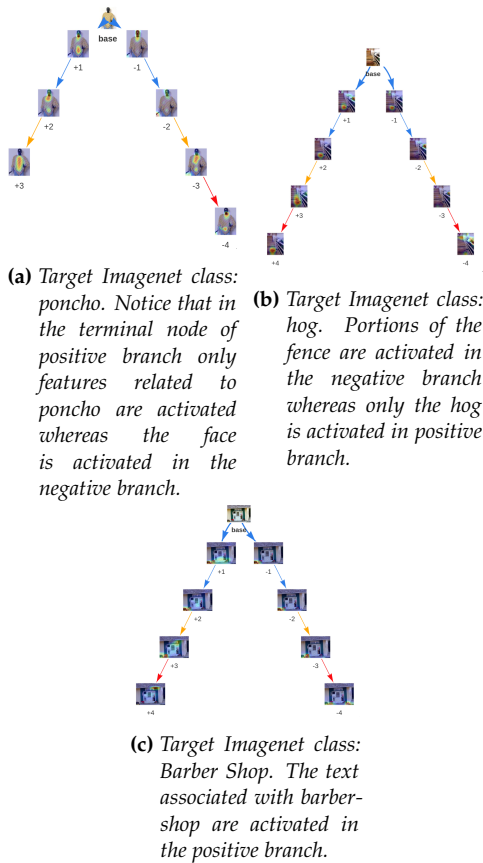 base
+1
-1
+2
-2
+3
-3
-4
(a) Target Imagenet class:
poncho. Notice that in
the terminal node of
positive branch only
features related to
poncho are activated
whereas the face
is activated in the
negative branch.
base
+1
-1
+2
-2
+3
-3
+4
-4
(b) Target Imagenet class:
hog. Portions of the
fence are activated in
the negative branch
whereas only the hog
is activated in positive
branch.
base
+1
-1
+2
-2
+3
-3
+4
-4
(c) Target Imagenet class:
Barber Shop. The text
associated with barber-
shop are activated in
the positive branch.